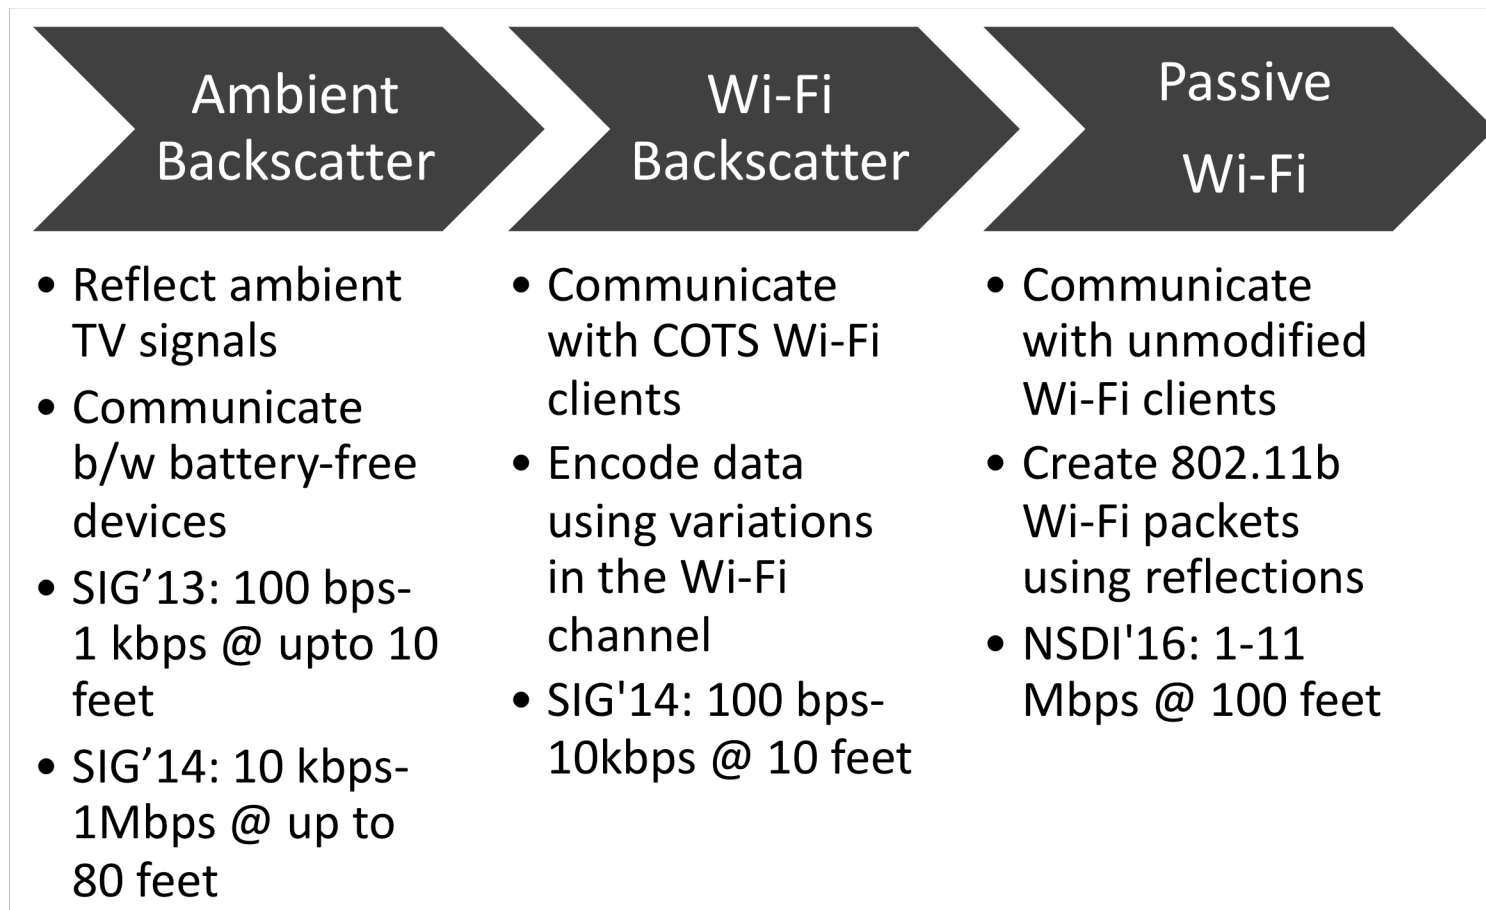 Ambient
Backscatter
• Reflect ambient
TV signals
• Communicate
b/w battery-free
devices
• SIG’13: 100 bps-
1 kbps @ upto 10
feet
• SIG’14: 10 kbps-
1Mbps @ up to
80 feet
Wi-Fi
Backscatter
• Communicate
with COTS Wi-Fi
clients
• Encode data
using variations
in the Wi-Fi
channel
• SIG'14: 100 bps-
10kbps @ 10 feet
Passive
Wi-Fi
• Communicate
with unmodified
Wi-Fi clients
• Create 802.11b
Wi-Fi packets
using reflections
• NSDI'16: 1-11
Mbps @ 100 feet